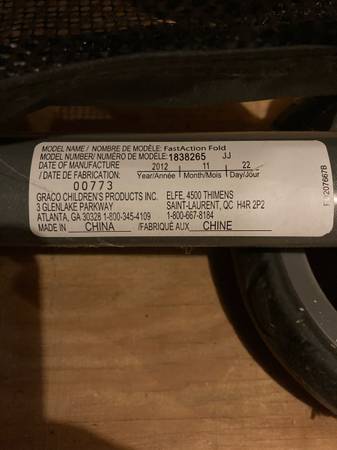 MODEL NAME / NOMBRE DE MODÈLE: FastAction Fold
MODEL NUMBER/ NUMÉRO DE MODÈLE: 1838265 JJ
DATE OF MANUFACTURE 2012 11 22
/ DATE DE FABRICATION: Year/Année Month/Mois Day/Jour
00773
GRACO CHILDREN'S PRODUCTS INC. ELFE, 4500 THIMENS
3 GLENLAKE PARKWAY SAINT-LAURENT, QC H4R 2P2
ATLANTA, GA 30328 1-800-345-4109 1-800-667-8184
MADE IN CHINA /FABRIQUÉ AUX CHINE